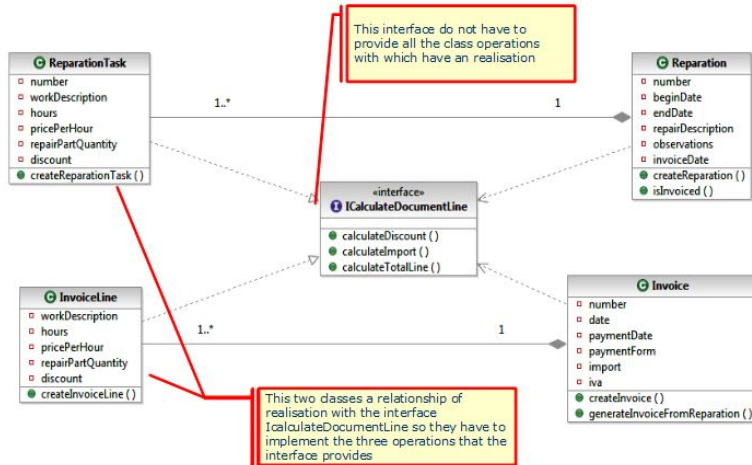 This interface do not have to
provide all the class operations
with which have an realisation
ReparationTask
number
workDescription
hours
pricePerHour
repairPartQuantity
discount
createReparationTask ( )
1..*
1
Reparation
number
beginDate
endDate
repairDescription
observations
invoiceDate
createReparation ( )
isInvoiced ( )
«interface»
ICalculateDocumentLine
calculateDiscount ( )
calculateImport ( )
calculateTotalLine ( )
InvoiceLine
workDescription
hours
pricePerHour
repairPartQuantity
discount
createInvoiceLine ( )
1..*
1
Invoice
number
date
paymentDate
paymentForm
import
iva
createInvoice ( )
generateInvoiceFromReparation ( )
This two classes a relationship of
realisation with the interface
IcalculateDocumentLine so they have to
implement the three operations that the
interface provides